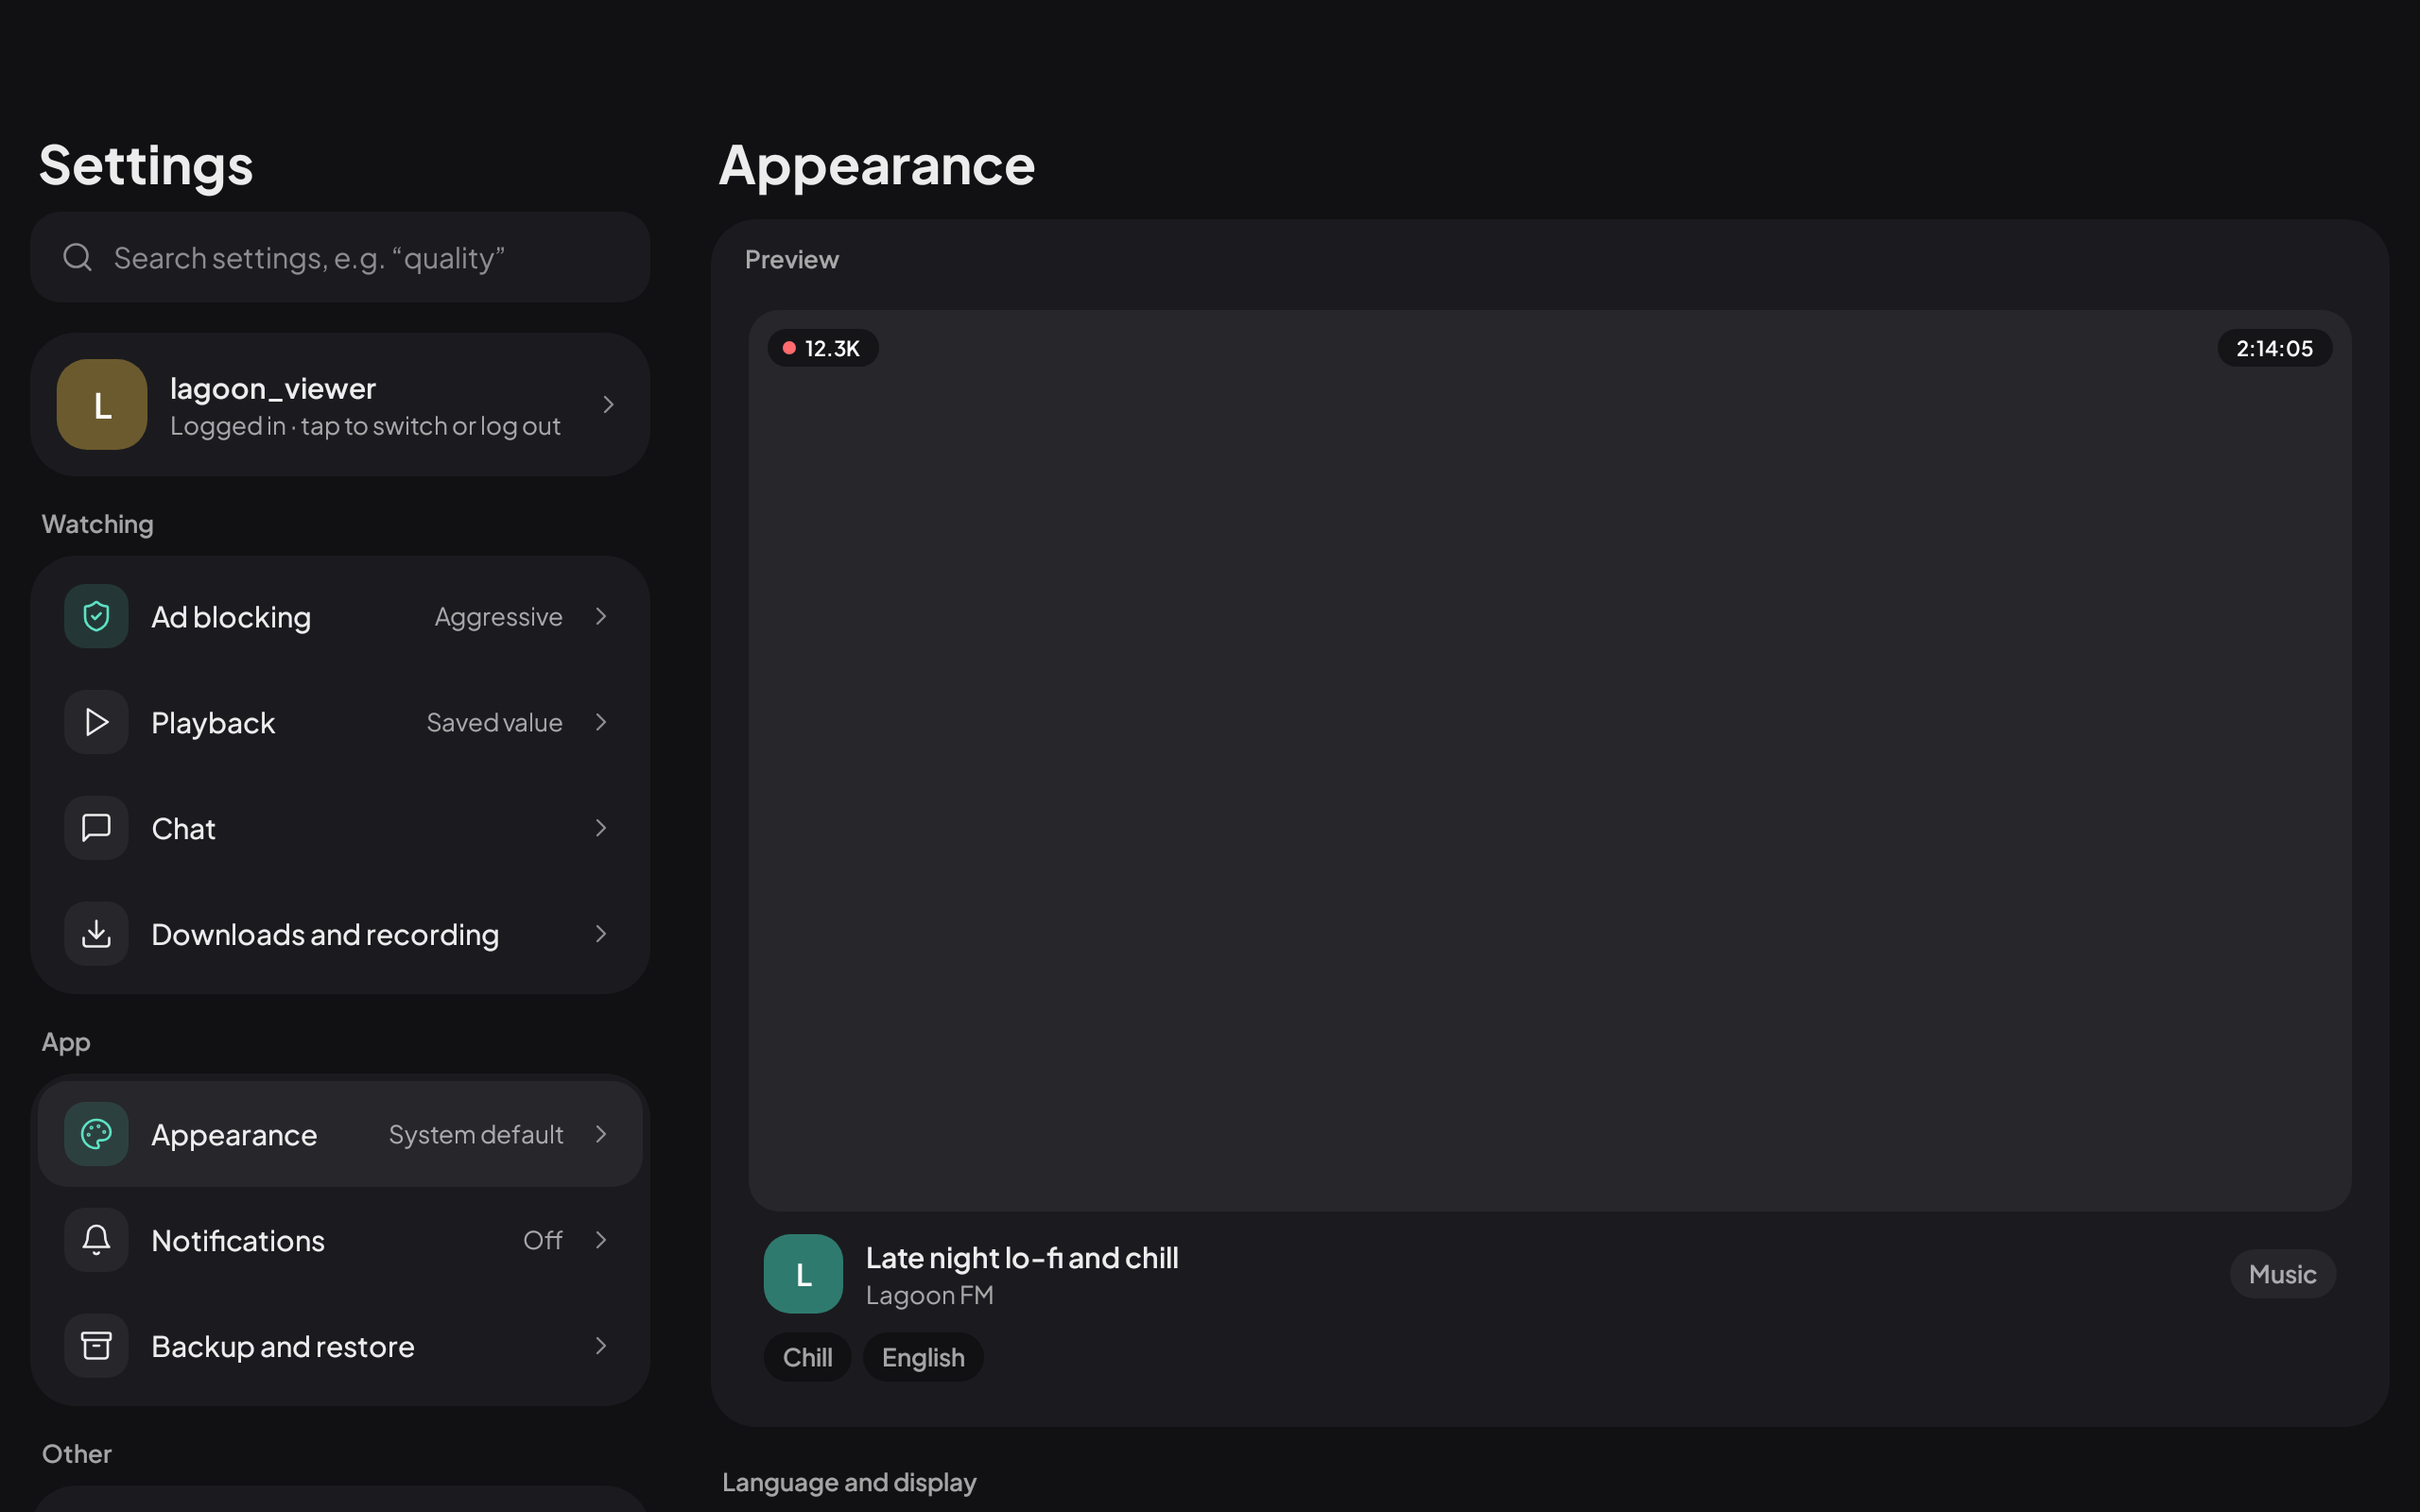 Settings
Search settings, e.g. “quality”
L
lagoon_viewer
Logged in · tap to switch or log out
Watching
Ad blocking Aggressive
Playback Saved value
Chat
Downloads and recording
App
Appearance System default
Notifications Off
Backup and restore
Other
Appearance
Preview
12.3K 2:14:05
L
Late night lo-fi and chill
Lagoon FM
Music
Chill English
Language and display